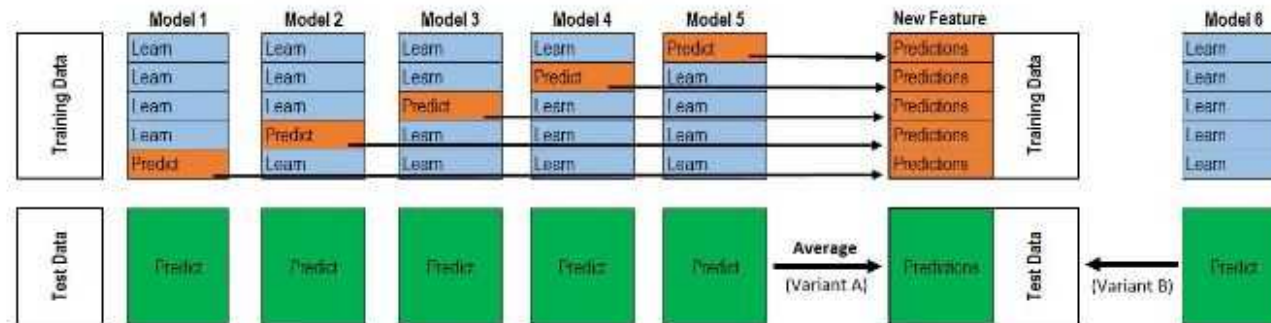 Model 1 Model 2 Model 3 Model 4 Model 5 New Feature Model 6
Training Data
Learn Learn Learn Learn Predict Predictions Learn
Learn Learn Learn Predict Learn Predictions Learn
Learn Learn Predict Learn Learn Predictions Learn
Learn Predict Learn Learn Learn Predictions Learn
Predict Learn Learn Learn Learn Predictions Learn
Training Data
Test Data
Predict Predict Predict Predict Predict
Average
(Variant A)
Predictions
Test Data
(Variant B)
Predict